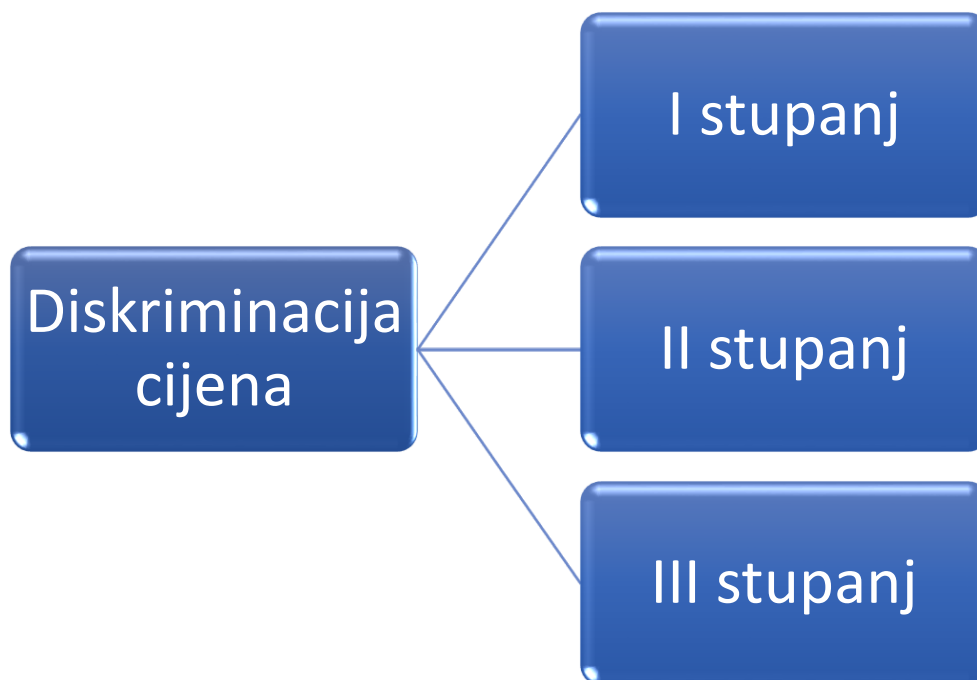 Diskriminacija
cijena
I stupanj
II stupanj
III stupanj